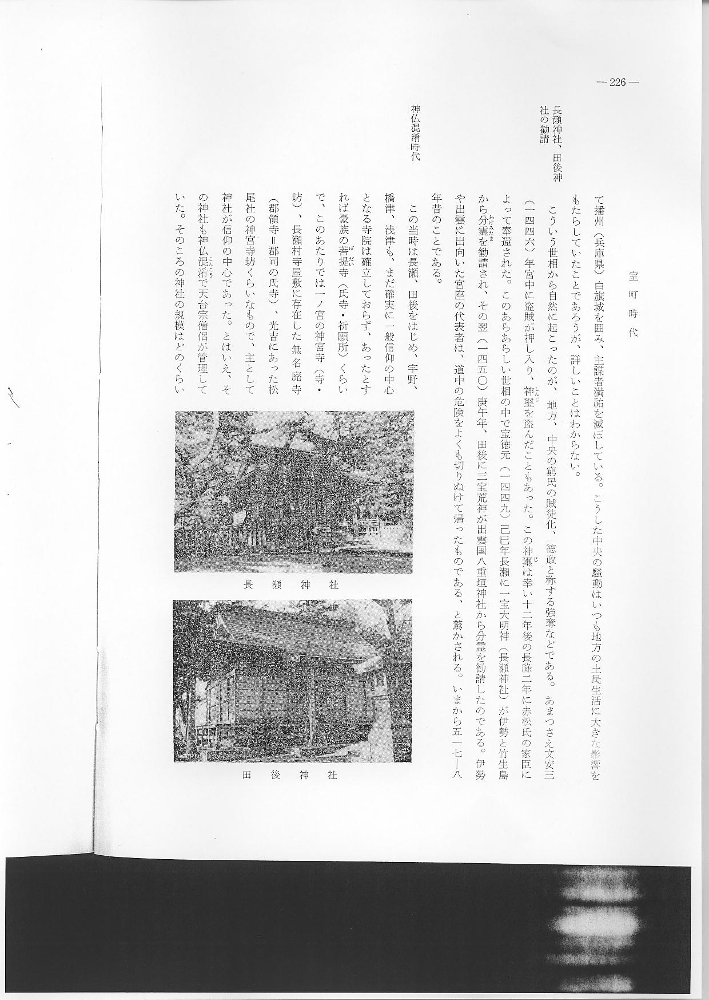 —226—
室町時代
長瀬神社、田後神
社の勧請
て播州（兵庫県）白旗城を囲み、主謀者満祐を滅ぼしている。こうした中央の騒動はいつも地方の土民生活に大きな影響を
もたらしていたことであろうが、詳しいことはわからない。
こういう世相から自然に起こったのが、地方、中央の窮民の賊徒化、徳政と称する強奪などである。あまつさえ文安三
（一四四六）年宮中に盗賊が押し入り、神璽しんじを盗んだこともあった。この神璽じは幸い十二年後の長祿二年に赤松氏の家臣に
よって奉還された。このあらあらしい世相の中で宝徳元（一四四九）己巳年長瀬に一宝大明神（長瀬神社）が伊勢と竹生島
から分霊わけみたまを勧請され、その翌（一四五〇）庚午年、田後に三宝荒神が出雲国八重垣神社から分霊を勧請したのである。伊勢
や出雲に出向いた宮座の代表者は、道中の危険をよくも切りぬけて帰ったものである、と驚かされる。いまから五一七―八
年昔のことである。
神仏混淆時代
この当時は長瀬、田後をはじめ、宇野、
橋津、浅津も、まだ確実に一般信仰の中心
となる寺院は確立しておらず、あったとす
れば豪族の菩提ぼだい寺（氏寺・祈願所）くらい
で、このあたりでは一ノ宮の神宮寺（寺・
坊）、長瀬村寺屋敷に存在した無名廃寺
（郡領寺＝郡司の氏寺）、光吉にあった松
尾社の神宮寺坊くらいなもので、主として
神社が信仰の中心であった。とはいえ、そ
の神社も神仏混淆こんこうで天台宗僧侶が管理して
いた。そのころの神社の規模はどのくらい
長瀬神社
田後神社